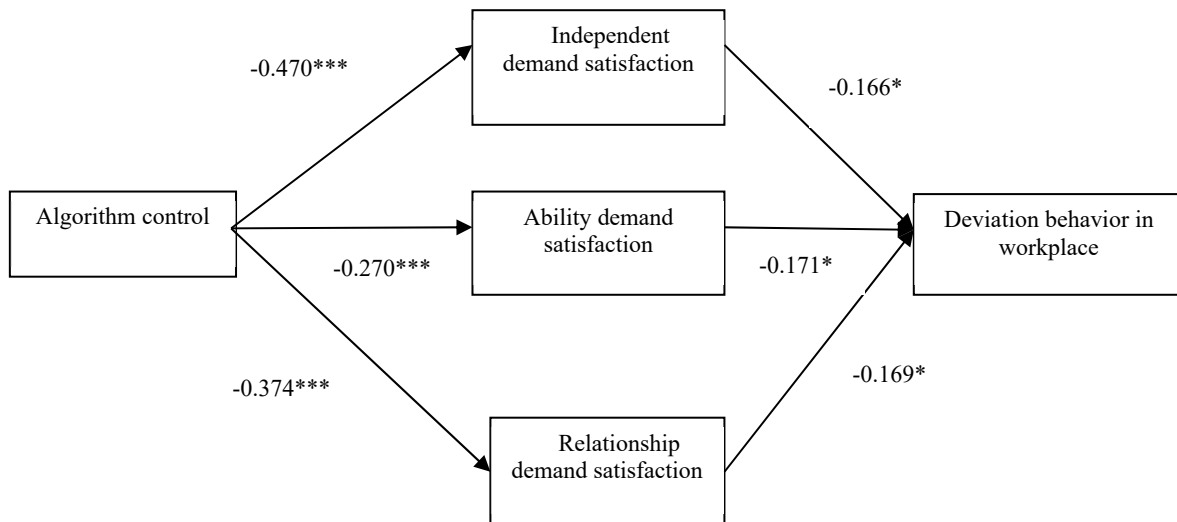 Independent
demand satisfaction
-0.470***
-0.166*
Algorithm control
Ability demand
satisfaction
Deviation behavior in
workplace
-0.270***
-0.171*
-0.374***
-0.169*
Relationship
demand satisfaction